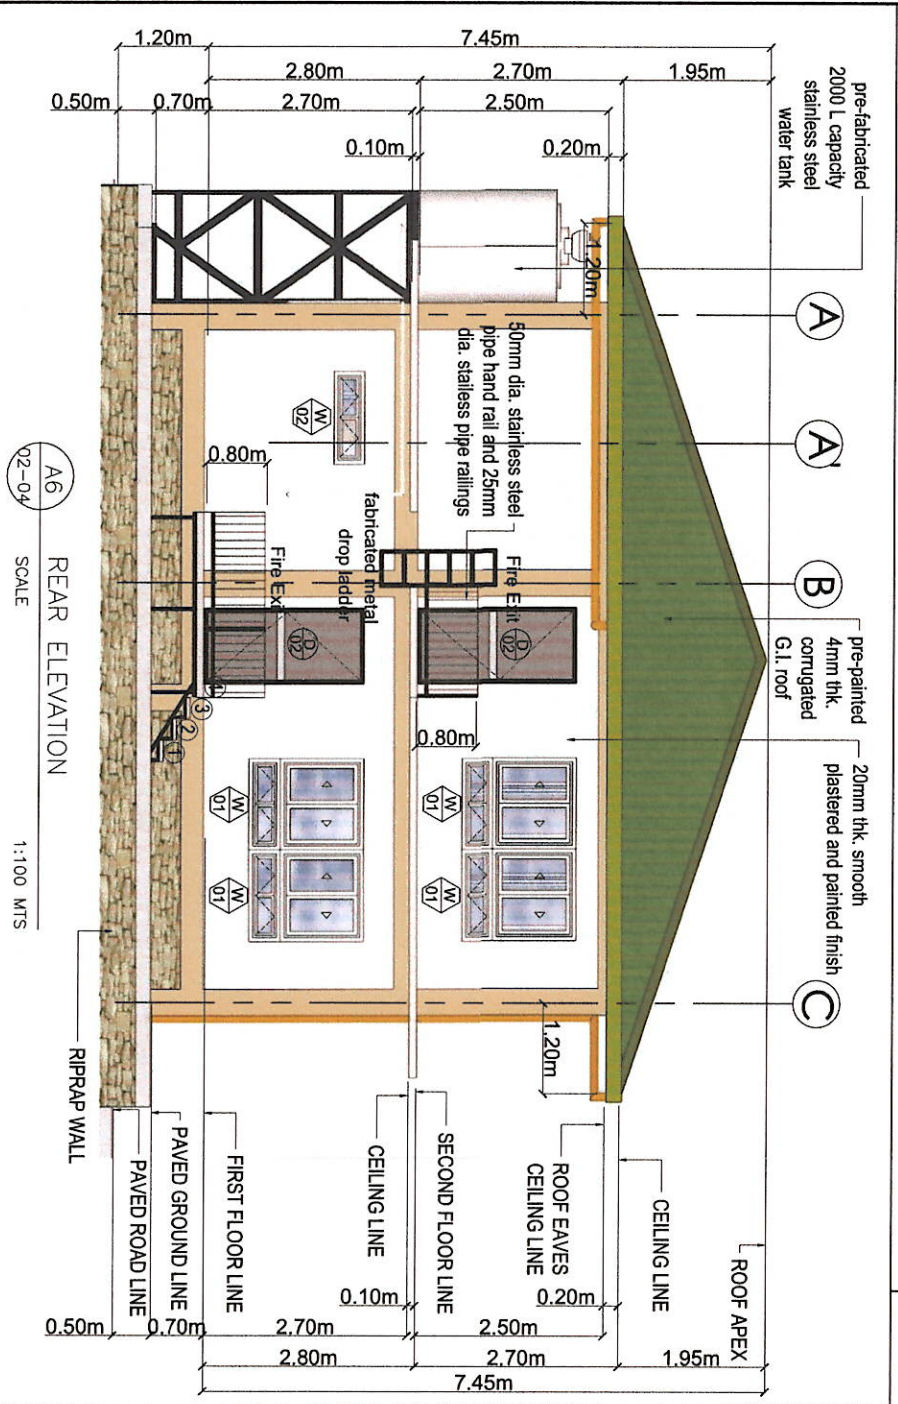 1.20m
7.45m
2.80m
2.70m
1.95m
0.50m
0.70m
2.70m
2.50m
0.10m
0.20m
pre-fabricated
2000 L capacity
stainless steel
water tank
1.20m
A
A'
B
C
50mm dia. stainless steel
pipe hand rail and 25mm
dia. stailess pipe railings
pre-painted
4mm thk.
corrugated
G.I. roof
20mm thk. smooth
plastered and painted finish
W
02
0.80m
fabricated metal
drop ladder
Fire Exit
Fire Exit
D
02
D
02
0.80m
1.20m
W
01
W
01
W
01
W
01
4
3
2
1
ROOF APEX
CEILING LINE
ROOF EAVES
CEILING LINE
SECOND FLOOR LINE
CEILING LINE
FIRST FLOOR LINE
PAVED GROUND LINE
PAVED ROAD LINE
RIPRAP WALL
0.10m
0.20m
0.50m
0.70m
2.70m
2.50m
2.80m
2.70m
1.95m
7.45m
A6
02-04
REAR ELEVATION
SCALE
1:100 MTS